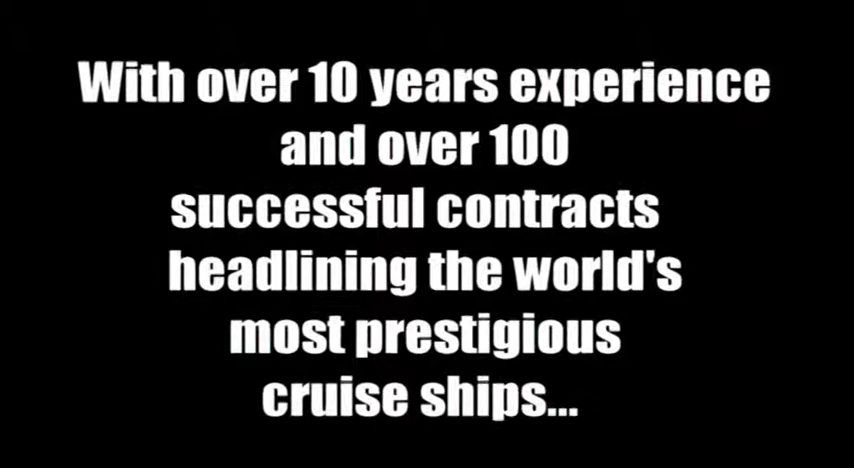 With over 10 years experience
and over 100
successful contracts
headlining the world's
most prestigious
cruise ships...